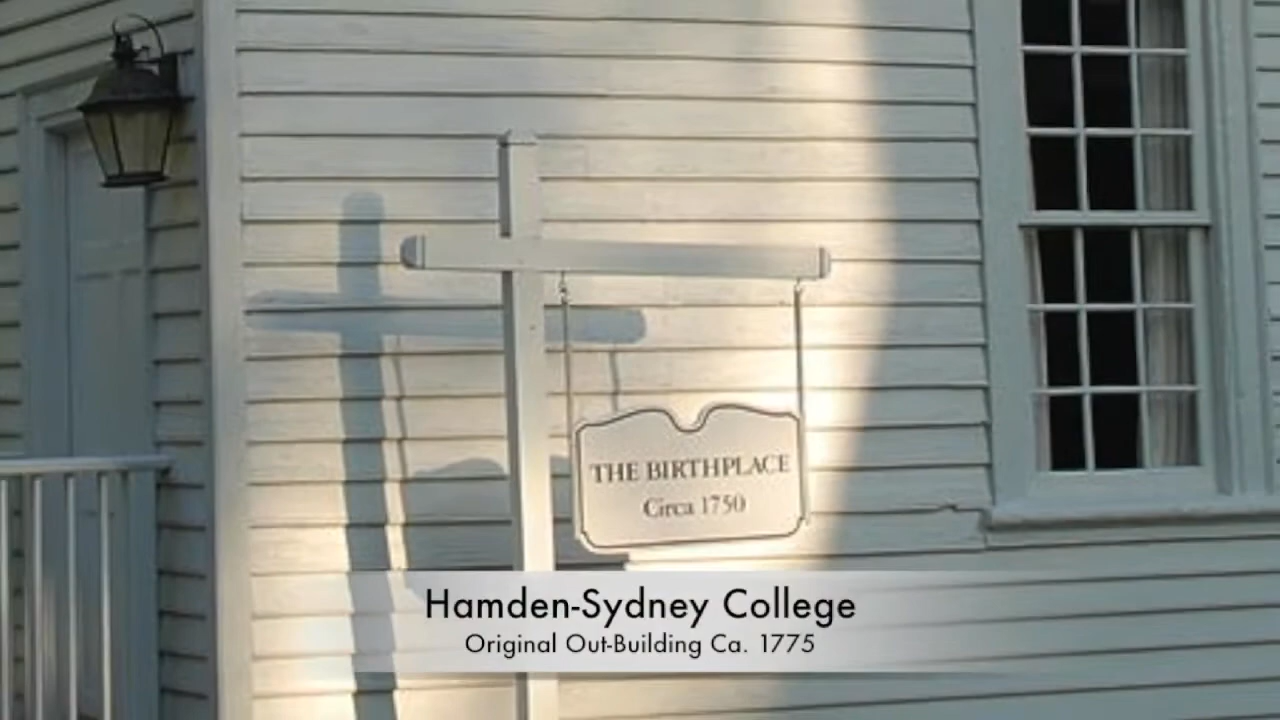 THE BIRTHPLACE
Circa 1750
Hamden-Sydney College
Original Out-Building Ca. 1775